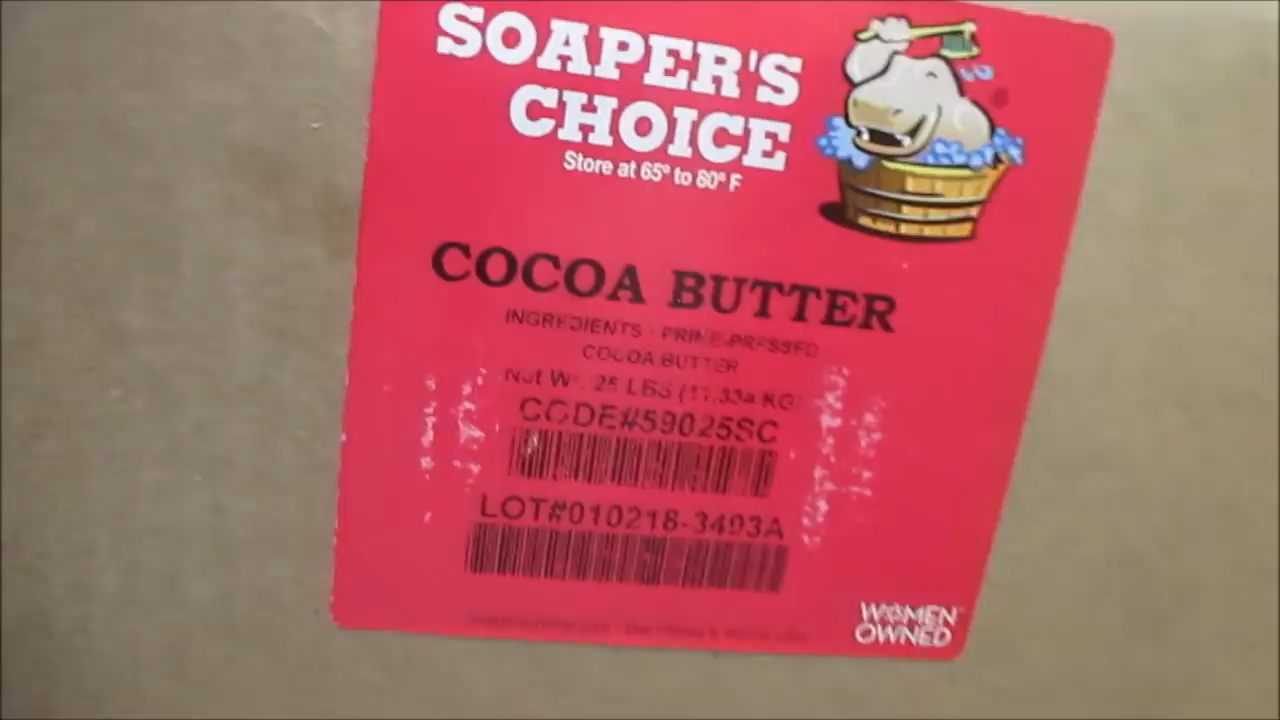 SOAPER'S
CHOICE
Store at 65° to 80° F
COCOA BUTTER
INGREDIENTS : PRIME-PRESSED
COCOA BUTTER
Net Wt. 25 LBS (11.334 KG)
CODE#59025SC
LOT#010218-3493A
WOMEN
OWNED